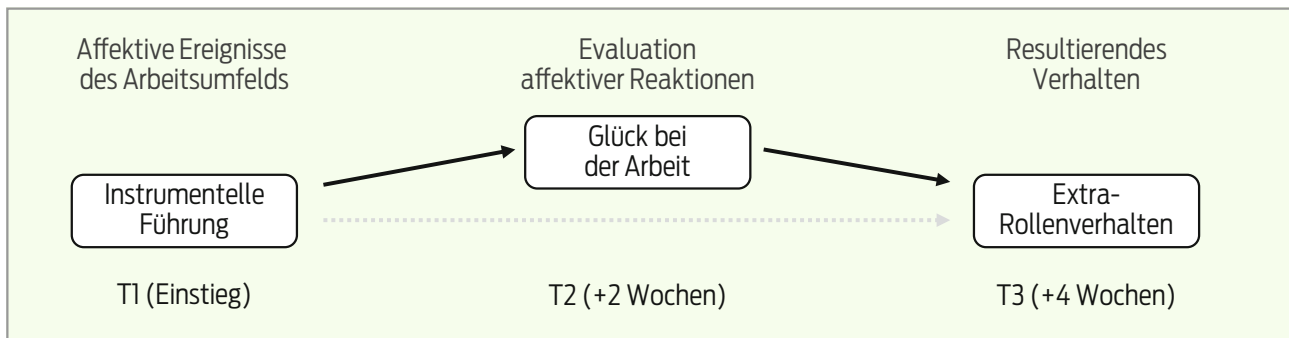 Affektive Ereignisse
des Arbeitsumfelds
Evaluation
affektiver Reaktionen
Resultierendes
Verhalten
Glück bei
der Arbeit
Instrumentelle
Führung
Extra-
Rollenverhalten
T1 (Einstieg)
T2 (+2 Wochen)
T3 (+4 Wochen)